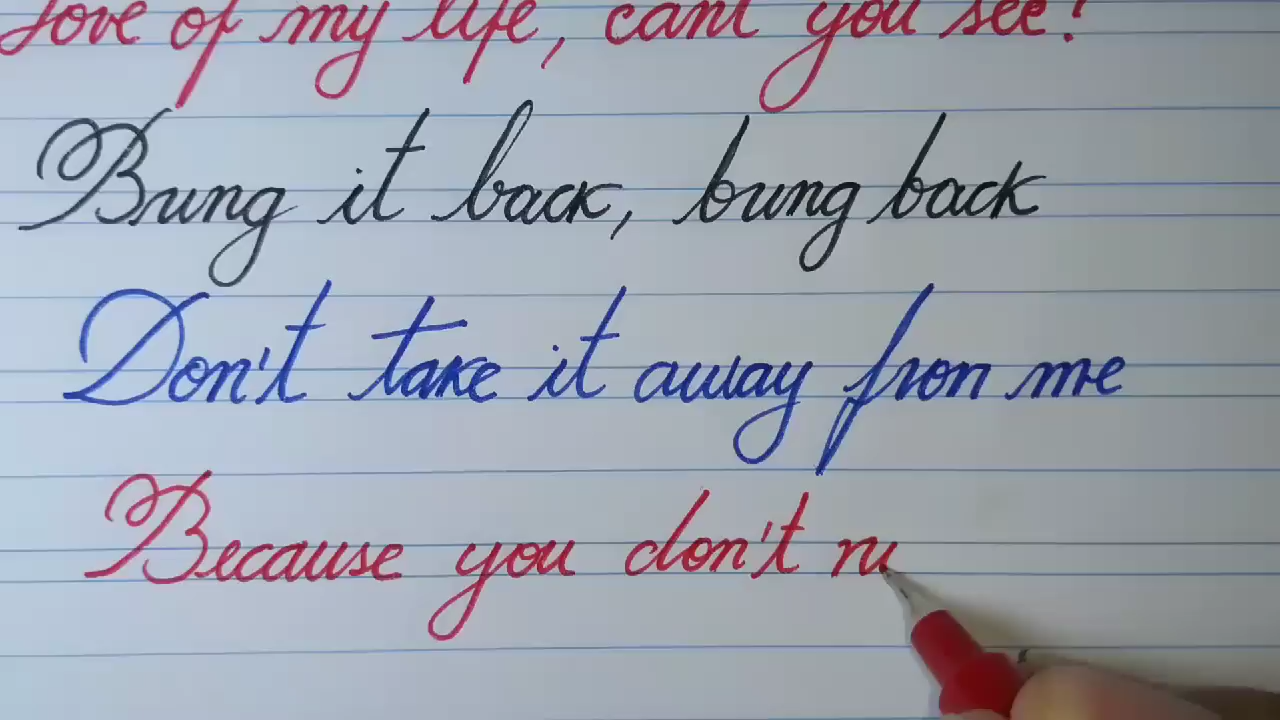 love of my life, can't you see?
Bring it back, bring back
Don't take it away from me
Because you don't